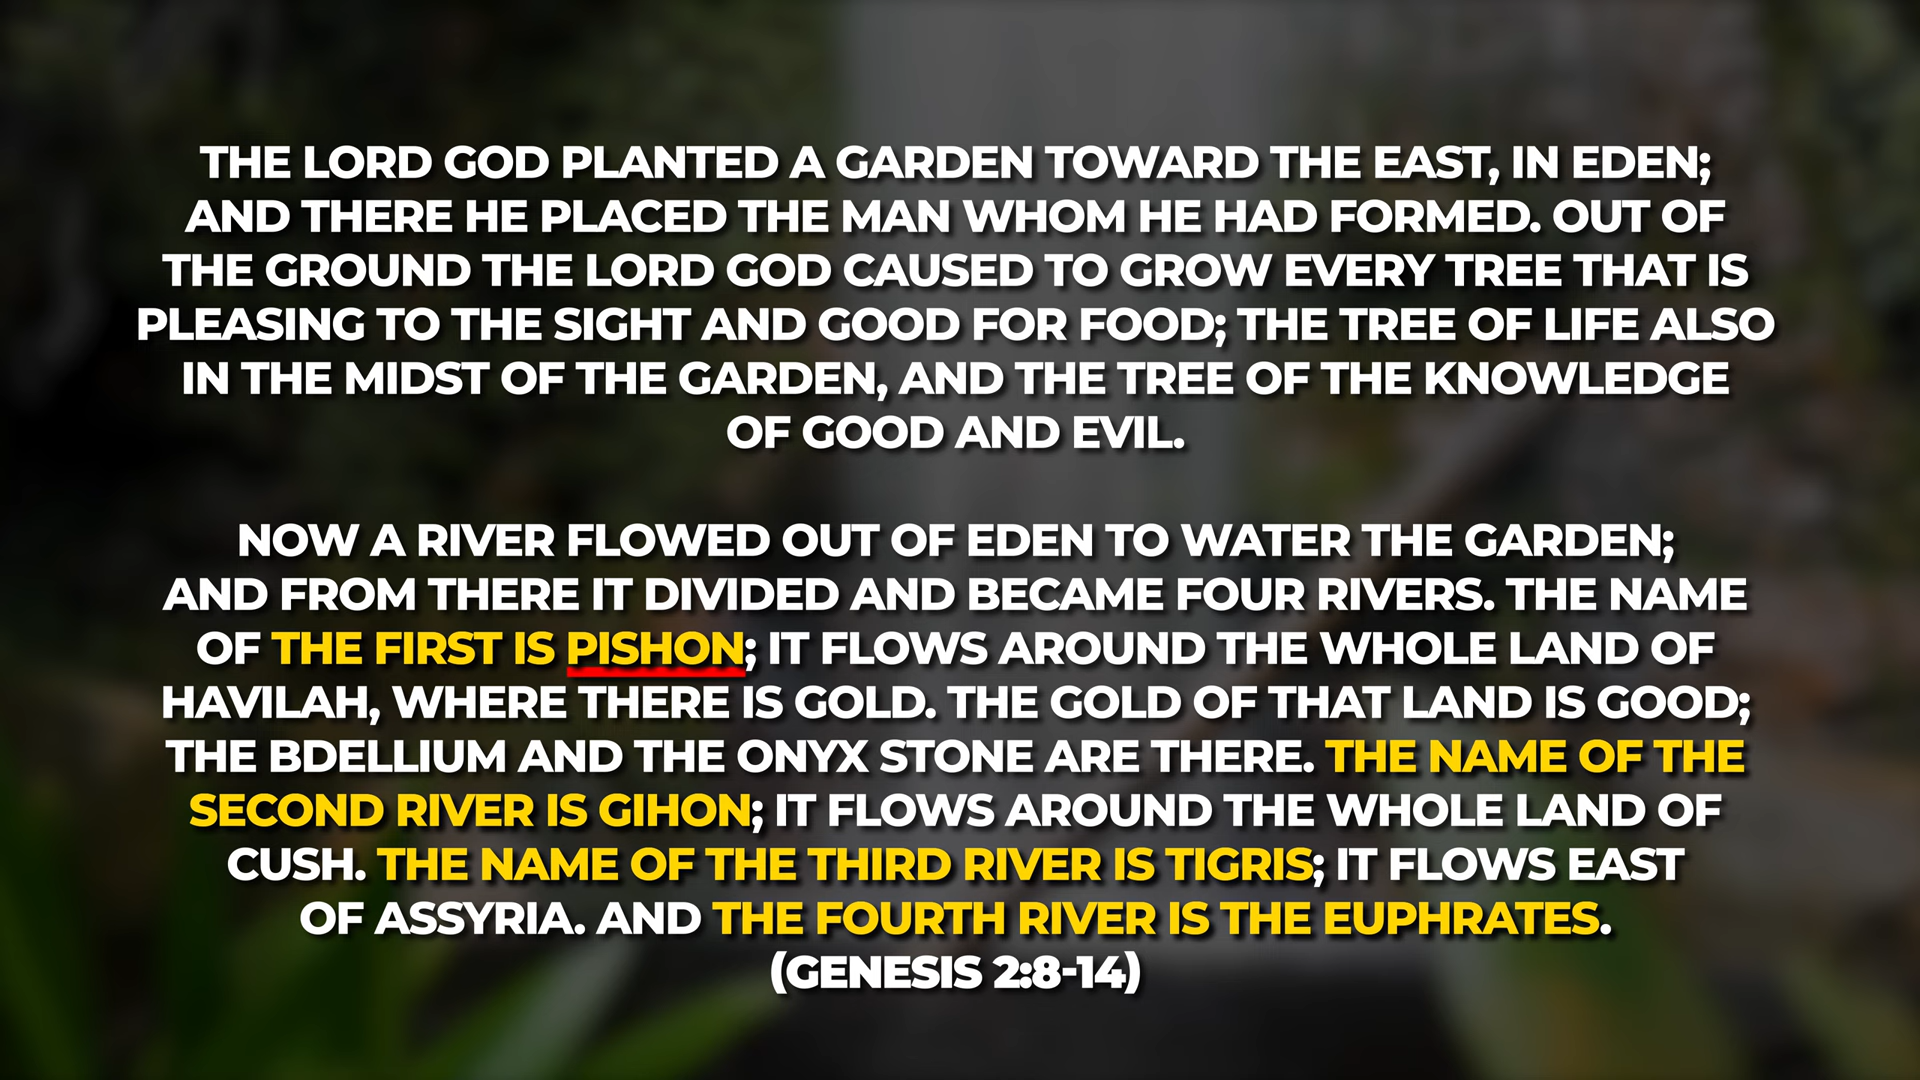 THE LORD GOD PLANTED A GARDEN TOWARD THE EAST, IN EDEN;
AND THERE HE PLACED THE MAN WHOM HE HAD FORMED. OUT OF
THE GROUND THE LORD GOD CAUSED TO GROW EVERY TREE THAT IS
PLEASING TO THE SIGHT AND GOOD FOR FOOD; THE TREE OF LIFE ALSO
IN THE MIDST OF THE GARDEN, AND THE TREE OF THE KNOWLEDGE
OF GOOD AND EVIL.
NOW A RIVER FLOWED OUT OF EDEN TO WATER THE GARDEN;
AND FROM THERE IT DIVIDED AND BECAME FOUR RIVERS. THE NAME
OF THE FIRST IS PISHON; IT FLOWS AROUND THE WHOLE LAND OF
HAVILAH, WHERE THERE IS GOLD. THE GOLD OF THAT LAND IS GOOD;
THE BDELLIUM AND THE ONYX STONE ARE THERE. THE NAME OF THE
SECOND RIVER IS GIHON; IT FLOWS AROUND THE WHOLE LAND OF
CUSH. THE NAME OF THE THIRD RIVER IS TIGRIS; IT FLOWS EAST
OF ASSYRIA. AND THE FOURTH RIVER IS THE EUPHRATES.
(GENESIS 2:8-14)